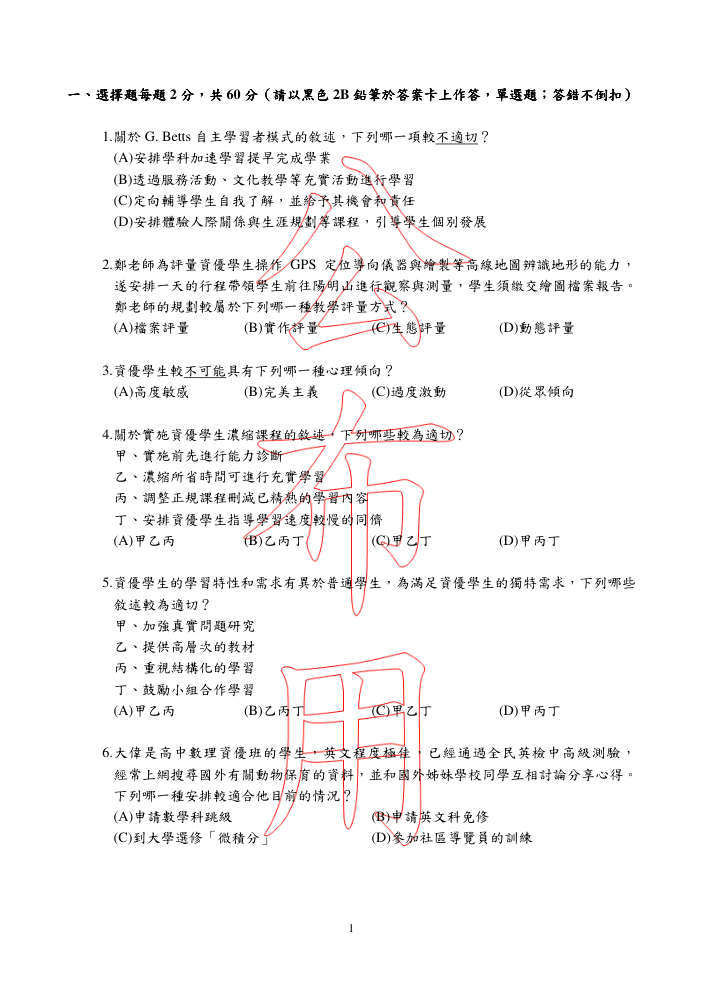 一、選擇題每題 2 分，共 60 分（請以黑色 2B 鉛筆於答案卡上作答，單選題；答錯不倒扣）
1.關於 G. Betts 自主學習者模式的敘述，下列哪一項較不適切？
(A)安排學科加速學習提早完成學業
(B)透過服務活動、文化教學等充實活動進行學習
(C)定向輔導學生自我了解，並給予其機會和責任
(D)安排體驗人際關係與生涯規劃等課程，引導學生個別發展
2.鄭老師為評量資優學生操作 GPS 定位導向儀器與繪製等高線地圖辨識地形的能力，
遂安排一天的行程帶領學生前往陽明山進行觀察與測量，學生須繳交繪圖檔案報告。
鄭老師的規劃較屬於下列哪一種教學評量方式？
(A)檔案評量 (B)實作評量 (C)生態評量 (D)動態評量
3.資優學生較不可能具有下列哪一種心理傾向？
(A)高度敏感 (B)完美主義 (C)過度激動 (D)從眾傾向
4.關於實施資優學生濃縮課程的敘述，下列哪些較為適切？
甲、實施前先進行能力診斷
乙、濃縮所省時間可進行充實學習
丙、調整正規課程刪減已精熟的學習內容
丁、安排資優學生指導學習速度較慢的同儕
(A)甲乙丙 (B)乙丙丁 (C)甲乙丁 (D)甲丙丁
5.資優學生的學習特性和需求有異於普通學生，為滿足資優學生的獨特需求，下列哪些
敘述較為適切？
甲、加強真實問題研究
乙、提供高層次的教材
丙、重視結構化的學習
丁、鼓勵小組合作學習
(A)甲乙丙 (B)乙丙丁 (C)甲乙丁 (D)甲丙丁
6.大偉是高中數理資優班的學生，英文程度極佳，已經通過全民英檢中高級測驗，
經常上網搜尋國外有關動物保育的資料，並和國外姊妹學校同學互相討論分享心得。
下列哪一種安排較適合他目前的情況？
(A)申請數學科跳級 (B)申請英文科免修
(C)到大學選修「微積分」 (D)參加社區導覽員的訓練
公布用
1